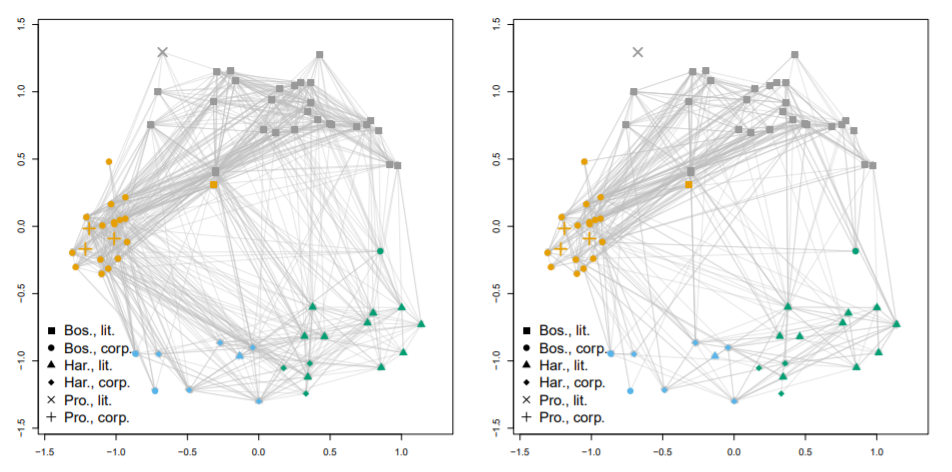 1.5
1.0
0.5
0.0
−0.5
−1.0
−1.5
Bos., lit.
Bos., corp.
Har., lit.
Har., corp.
Pro., lit.
Pro., corp.
−1.5 −1.0 −0.5 0.0 0.5 1.0
1.5
1.0
0.5
0.0
−0.5
−1.0
−1.5
Bos., lit.
Bos., corp.
Har., lit.
Har., corp.
Pro., lit.
Pro., corp.
−1.5 −1.0 −0.5 0.0 0.5 1.0